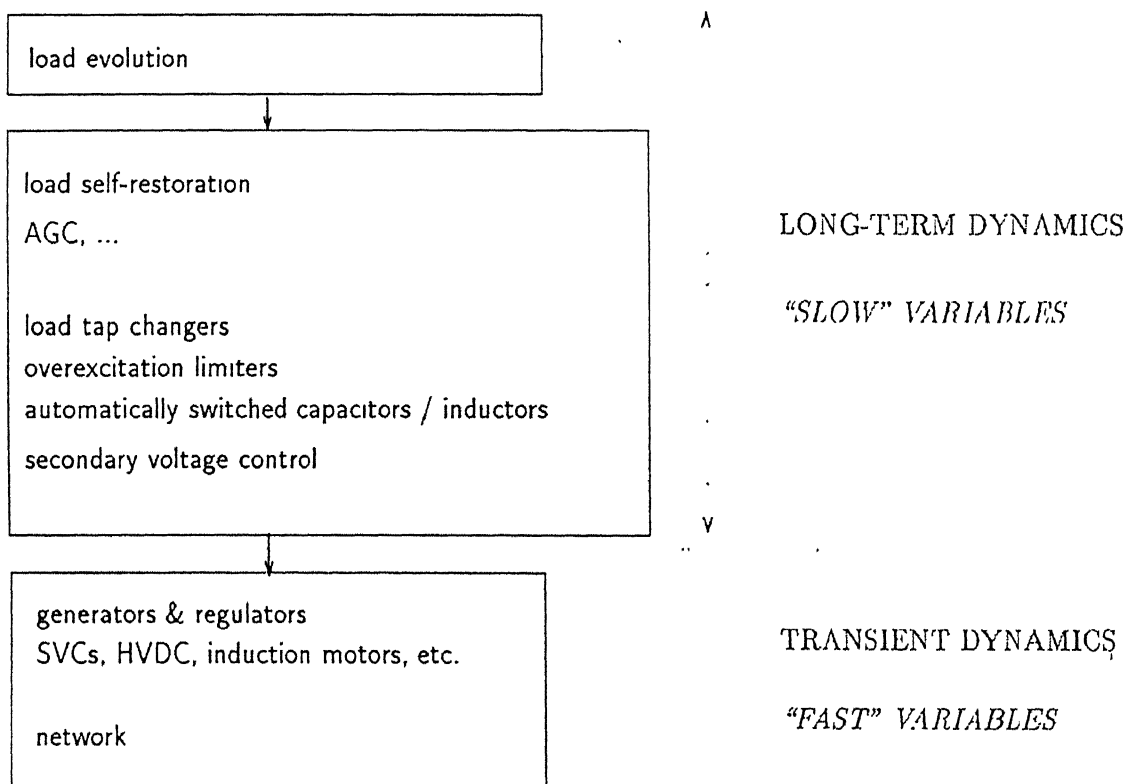 load evolution
load self-restoration
AGC, ...
load tap changers
overexcitation limiters
automatically switched capacitors / inductors
secondary voltage control
LONG-TERM DYNAMICS
“SLOW” VARIABLES
generators & regulators
SVCs, HVDC, induction motors, etc.
network
TRANSIENT DYNAMICS
“FAST” VARIABLES